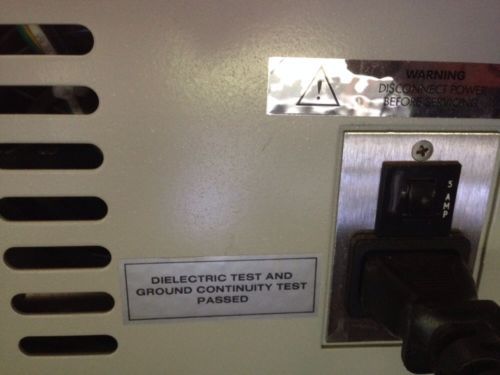 WARNING
DISCONNECT POWER
BEFORE SERVICING
5
AMP
DIELECTRIC TEST AND
GROUND CONTINUITY TEST
PASSED